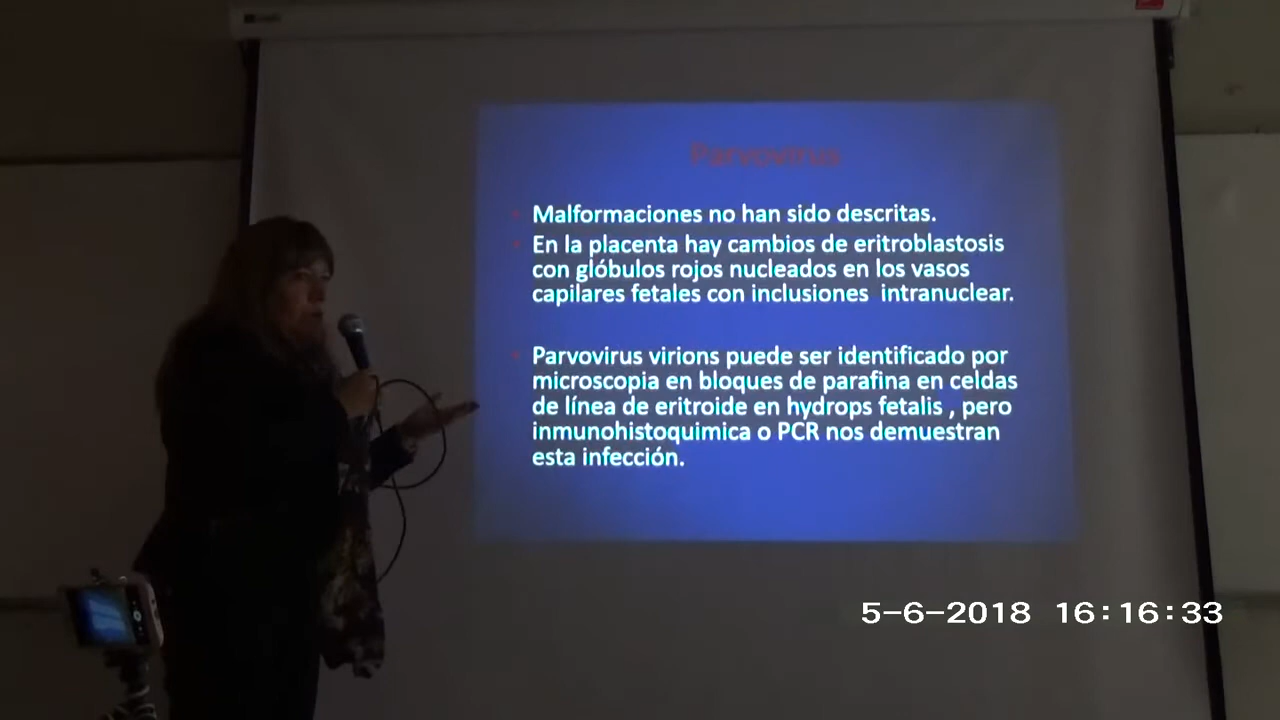 Parvovirus
Malformaciones no han sido descritas.
En la placenta hay cambios de eritroblastosis
con glóbulos rojos nucleados en los vasos
capilares fetales con inclusiones intranuclear.
Parvovirus virions puede ser identificado por
microscopia en bloques de parafina en celdas
de línea de eritroide en hydrops fetalis , pero
inmunohistoquimica o PCR nos demuestran
esta infección.
5-6-2018 16:16:33